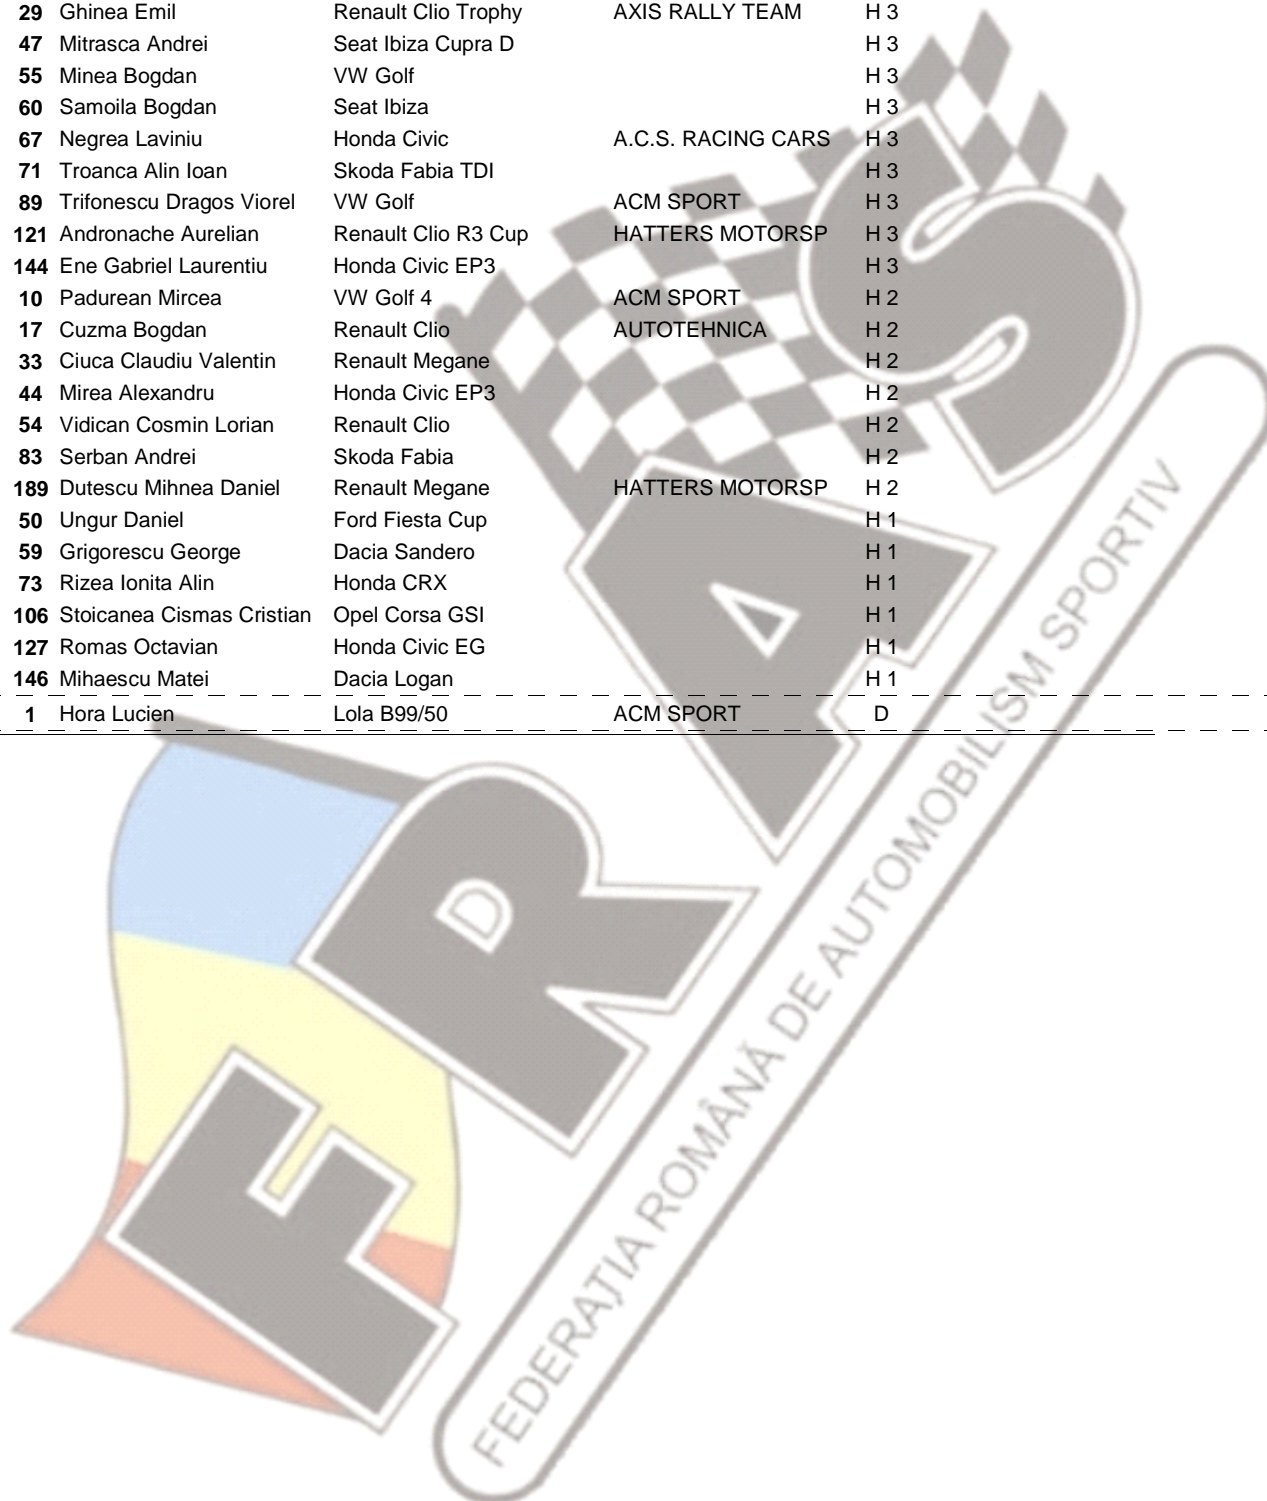 29 Ghinea Emil Renault Clio Trophy AXIS RALLY TEAM H 3
47 Mitrasca Andrei Seat Ibiza Cupra D H 3
55 Minea Bogdan VW Golf H 3
60 Samoila Bogdan Seat Ibiza H 3
67 Negrea Laviniu Honda Civic A.C.S. RACING CARS H 3
71 Troanca Alin Ioan Skoda Fabia TDI H 3
89 Trifonescu Dragos Viorel VW Golf ACM SPORT H 3
121 Andronache Aurelian Renault Clio R3 Cup HATTERS MOTORSP H 3
144 Ene Gabriel Laurentiu Honda Civic EP3 H 3
10 Padurean Mircea VW Golf 4 ACM SPORT H 2
17 Cuzma Bogdan Renault Clio AUTOTEHNICA H 2
33 Ciuca Claudiu Valentin Renault Megane H 2
44 Mirea Alexandru Honda Civic EP3 H 2
54 Vidican Cosmin Lorian Renault Clio H 2
83 Serban Andrei Skoda Fabia H 2
189 Dutescu Mihnea Daniel Renault Megane HATTERS MOTORSP H 2
50 Ungur Daniel Ford Fiesta Cup H 1
59 Grigorescu George Dacia Sandero H 1
73 Rizea Ionita Alin Honda CRX H 1
106 Stoicanea Cismas Cristian Opel Corsa GSI H 1
127 Romas Octavian Honda Civic EG H 1
146 Mihaescu Matei Dacia Logan H 1
1 Hora Lucien Lola B99/50 ACM SPORT D
FRAS
FEDERAŢIA ROMÂNĂ DE AUTOMOBILISM SPORTIV